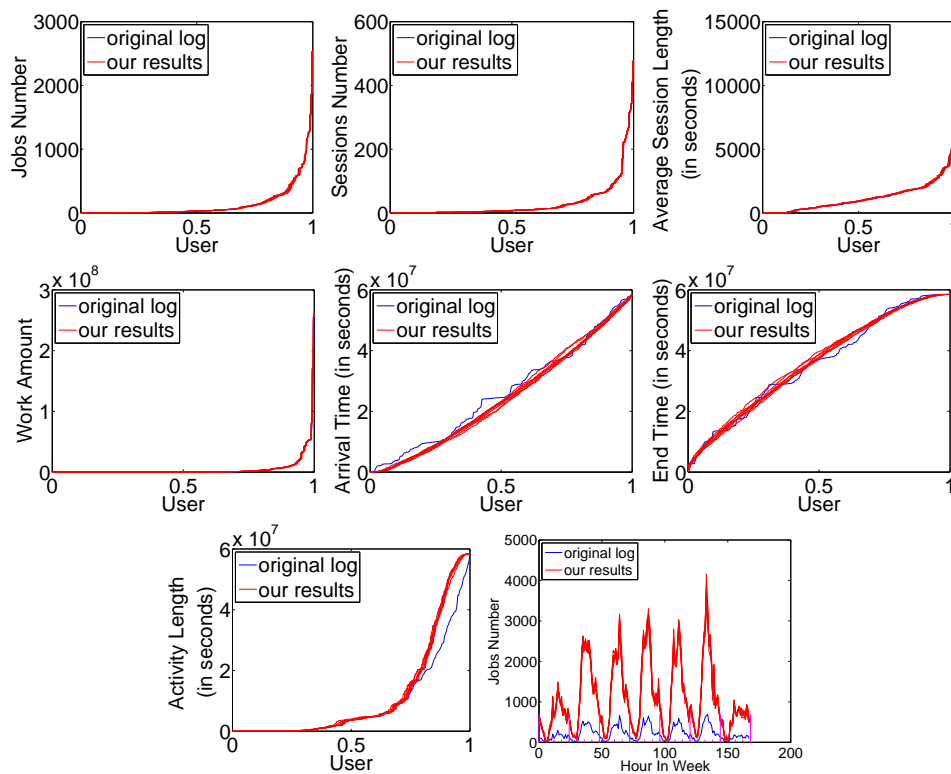 3000
2000
1000
0
Jobs Number
original log
our results
0
0.5
1
User
600
400
200
0
Sessions Number
original log
our results
0
0.5
1
User
15000
10000
5000
0
Average Session Length
(in seconds)
original log
our results
0
0.5
1
User
x 10^8
3
2
1
0
Work Amount
original log
our results
0
0.5
1
User
x 10^7
6
4
2
0
Arrival Time (in seconds)
original log
our results
0
0.5
1
User
x 10^7
6
4
2
0
End Time (in seconds)
original log
our results
0
0.5
1
User
x 10^7
6
4
2
0
Activity Length
(in seconds)
original log
our results
0
0.5
1
User
5000
4000
3000
2000
1000
0
Jobs Number
original log
our results
0
50
100
150
200
Hour In Week